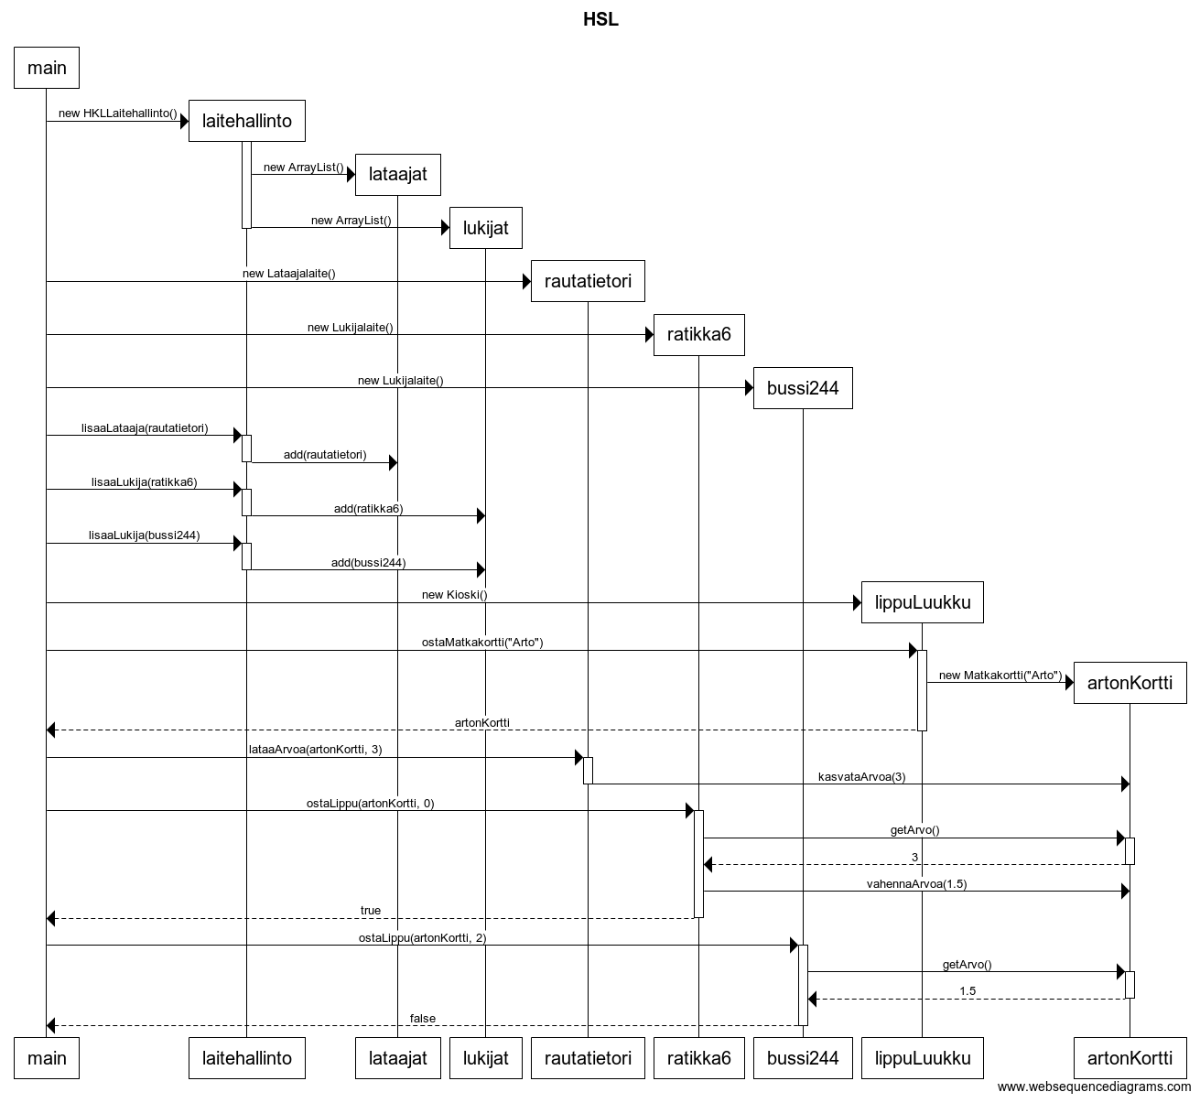 HSL
main
new HKLLaitehallinto()
laitehallinto
new ArrayList()
lataajat
new ArrayList()
lukijat
new Lataajalaite()
rautatietori
new Lukijalaite()
ratikka6
new Lukijalaite()
bussi244
lisaaLataaja(rautatietori)
add(rautatietori)
lisaaLukija(ratikka6)
add(ratikka6)
lisaaLukija(bussi244)
add(bussi244)
new Kioski()
lippuLuukku
ostaMatkakortti("Arto")
new Matkakortti("Arto")
artonKortti
artonKortti
lataaArvoa(artonKortti, 3)
kasvataArvoa(3)
ostaLippu(artonKortti, 0)
getArvo()
3
vahennaArvoa(1.5)
true
ostaLippu(artonKortti, 2)
getArvo()
1.5
false
main
laitehallinto
lataajat
lukijat
rautatietori
ratikka6
bussi244
lippuLuukku
artonKortti
www.websequencediagrams.com